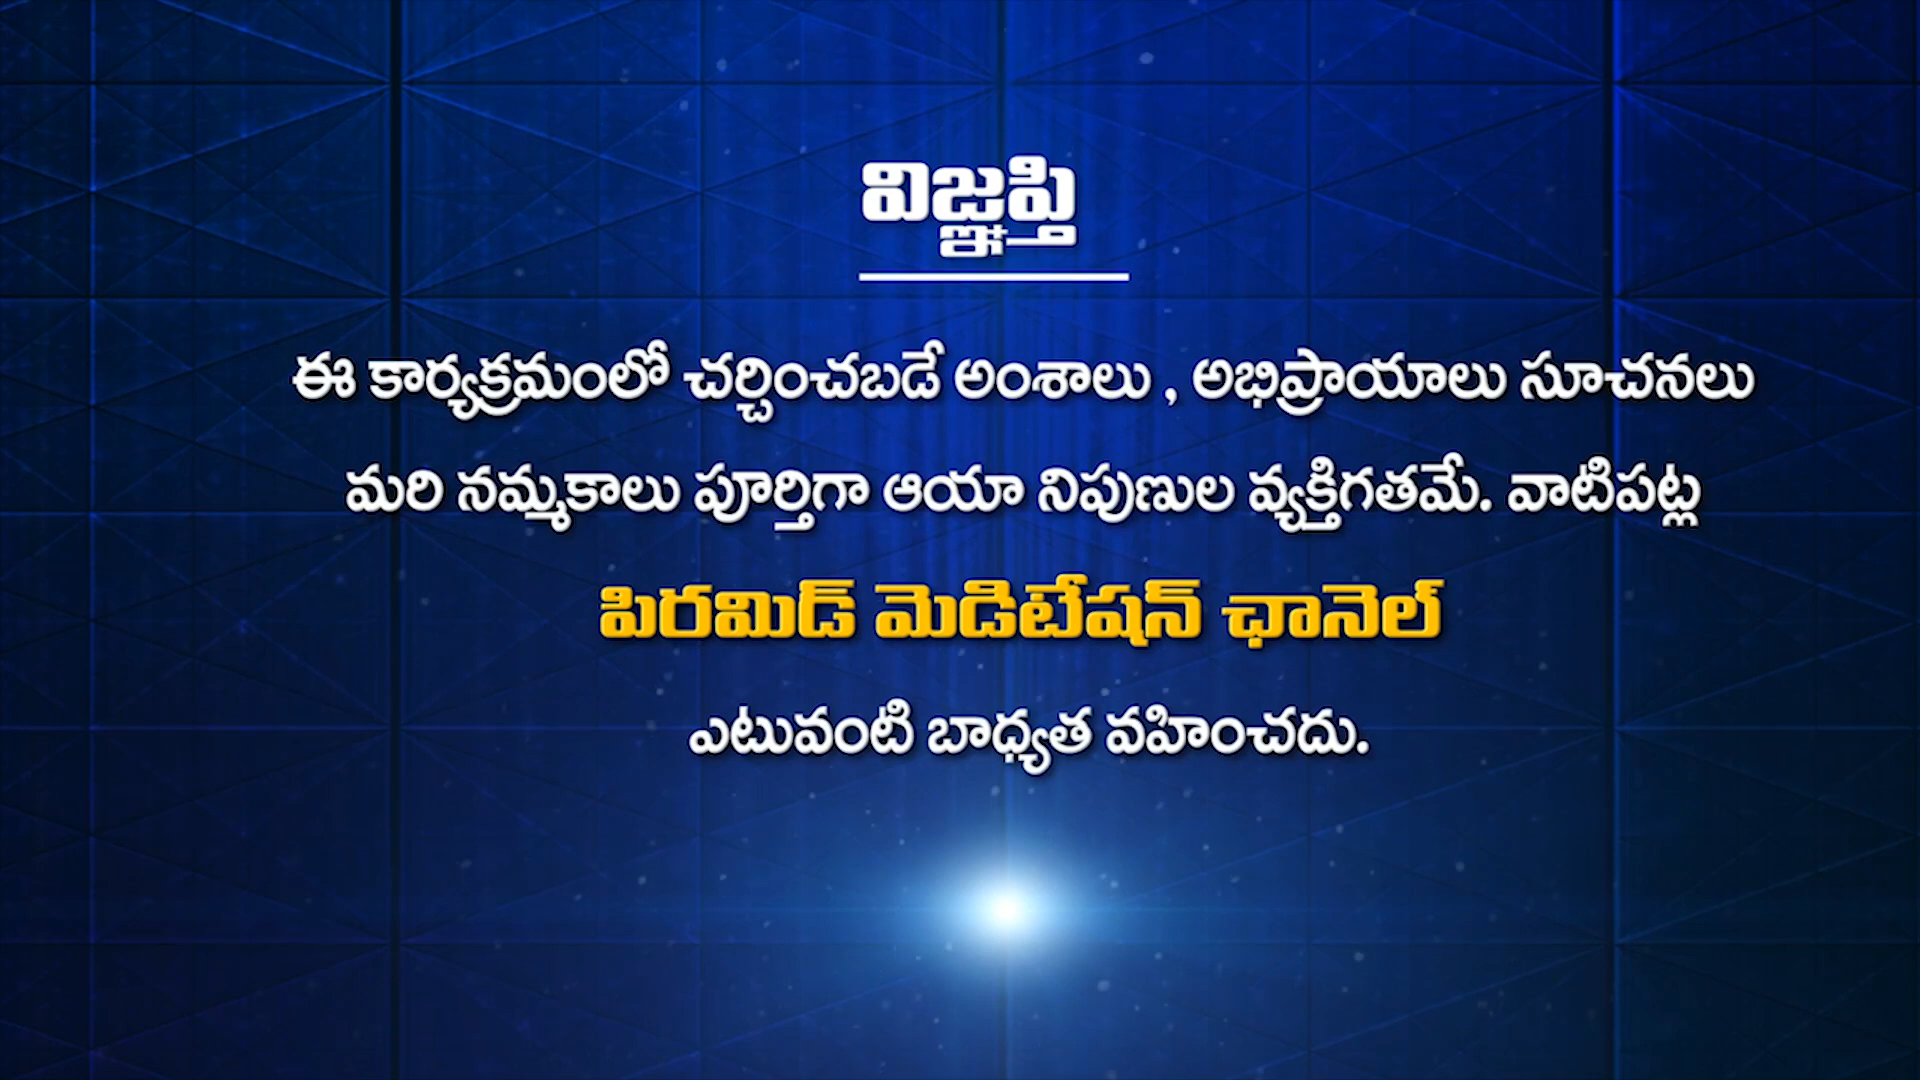 విజ్ఞప్తి
ఈ కార్యక్రమంలో చర్చించబడే అంశాలు , అభిప్రాయాలు సూచనలు
మరి నమ్మకాలు పూర్తిగా ఆయా నిపుణుల వ్యక్తిగతమే. వాటిపట్ల
పిరమిడ్ మెడిటేషన్ ఛానెల్
ఎటువంటి బాధ్యత వహించదు.